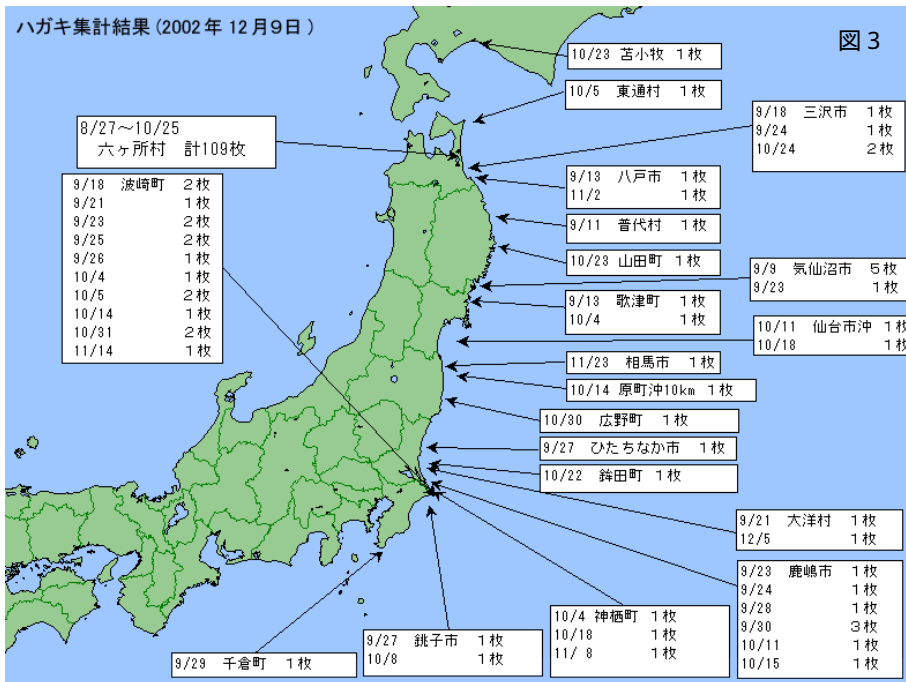 ハガキ集計結果(2002年 12月9日)
図3
10/23 苫小牧 1枚
10/5 東通村 1枚
9/18 三沢市 1枚
9/24 1枚
10/24 2枚
8/27~10/25
六ヶ所村 計109枚
9/13 八戸市 1枚
11/2 1枚
9/18 波崎町 2枚
9/21 1枚
9/23 2枚
9/25 2枚
9/26 1枚
10/4 1枚
10/5 2枚
10/14 1枚
10/31 2枚
11/14 1枚
9/11 普代村 1枚
10/23 山田町 1枚
9/9 気仙沼市 5枚
9/23 1枚
9/13 歌津町 1枚
10/4 1枚
10/11 仙台市沖 1枚
10/18 1枚
11/23 相馬市 1枚
10/14 原町沖10km 1枚
10/30 広野町 1枚
9/27 ひたちなか市 1枚
10/22 鉾田町 1枚
9/21 大洋村 1枚
12/5 1枚
9/23 鹿嶋市 1枚
9/24 1枚
9/28 1枚
9/30 3枚
10/11 1枚
10/15 1枚
10/4 神栖町 1枚
10/18 1枚
11/ 8 1枚
9/27 銚子市 1枚
10/8 1枚
9/29 千倉町 1枚